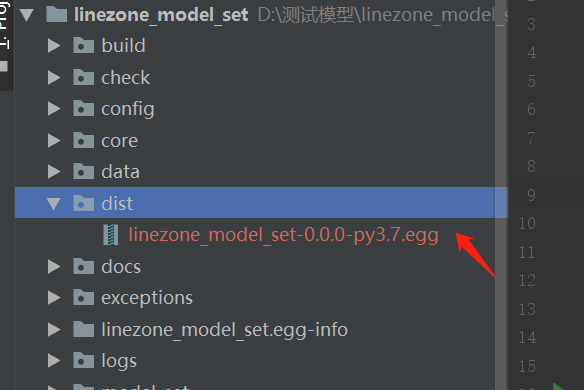 1: Proj
linezone_model_set D:\测试模型\linezone_model_s
build
check
config
core
data
dist
linezone_model_set-0.0.0-py3.7.egg
docs
exceptions
linezone_model_set.egg-info
logs
model_set
3
4
5
6
7
8
9
10
11
12
13
14
15